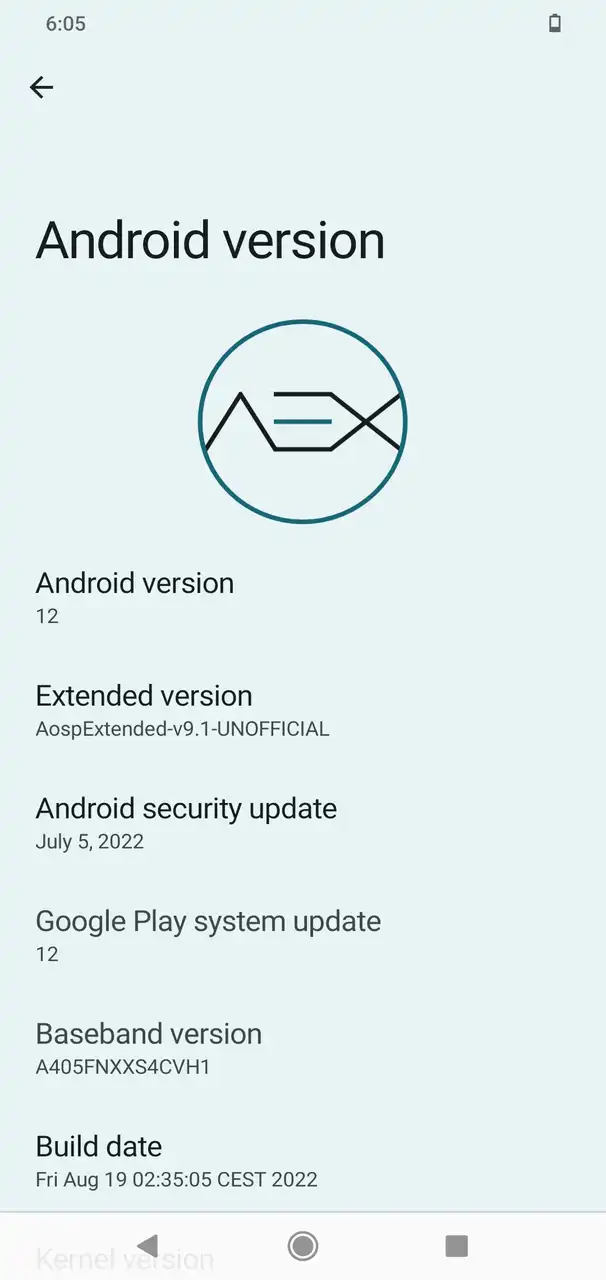 6:05
Android version
AEX
Android version
12
Extended version
AospExtended-v9.1-UNOFFICIAL
Android security update
July 5, 2022
Google Play system update
12
Baseband version
A405FNXXS4CVH1
Build date
Fri Aug 19 02:35:05 CEST 2022
Kernel version